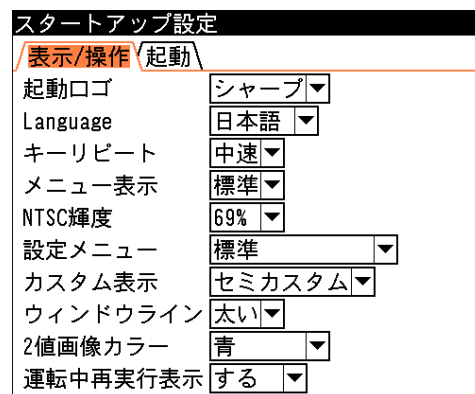 スタートアップ設定
表示/操作 起動
起動ロゴ シャープ▼
Language 日本語 ▼
キーリピート 中速▼
メニュー表示 標準▼
NTSC輝度 69% ▼
設定メニュー 標準 ▼
カスタム表示 セミカスタム▼
ウィンドウライン 太い▼
2値画像カラー 青 ▼
運転中再実行表示 する ▼